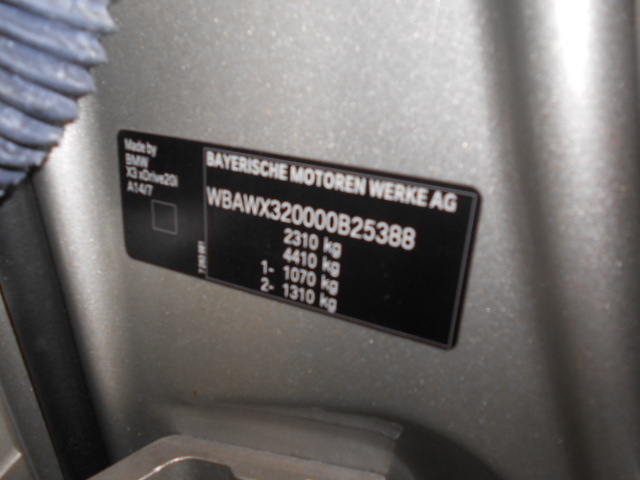 Made by
BMW
X3 xDrive20i
A14/7
BAYERISCHE MOTOREN WERKE AG
WBAWX320000B25388
2310 kg
4410 kg
1- 1070 kg
2- 1310 kg